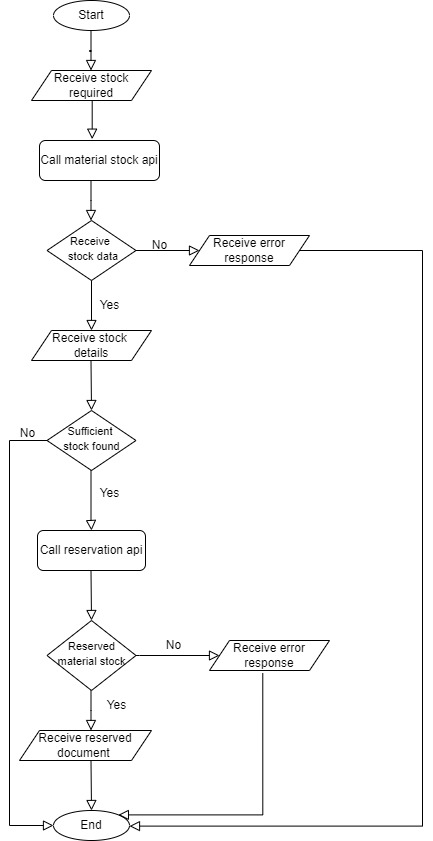 Start
Receive stock
required
Call material stock api
Receive
stock data
No
Receive error
response
Yes
Receive stock
details
No
Sufficient
stock found
Yes
Call reservation api
Reserved
material stock
No
Receive error
response
Yes
Receive reserved
document
End